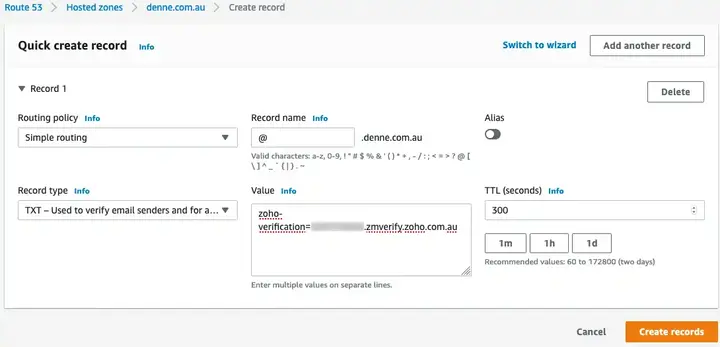 Route 53 > Hosted zones > denne.com.au > Create record
Quick create record Info
Switch to wizard
Add another record
▼ Record 1
Delete
Routing policy Info
Record name Info
Alias
Simple routing
@
.denne.com.au
Valid characters: a-z, 0-9, ! " # $ % & ' ( ) * + , - / : ; < = > ? @ [
\ ] ^ _ ` { | } . ~
Record type Info
Value Info
TTL (seconds) Info
TXT – Used to verify email senders and for a...
zoho-
verification= .zmverify.zoho.com.au
300
1m
1h
1d
Recommended values: 60 to 172800 (two days)
Enter multiple values on separate lines.
Cancel
Create records